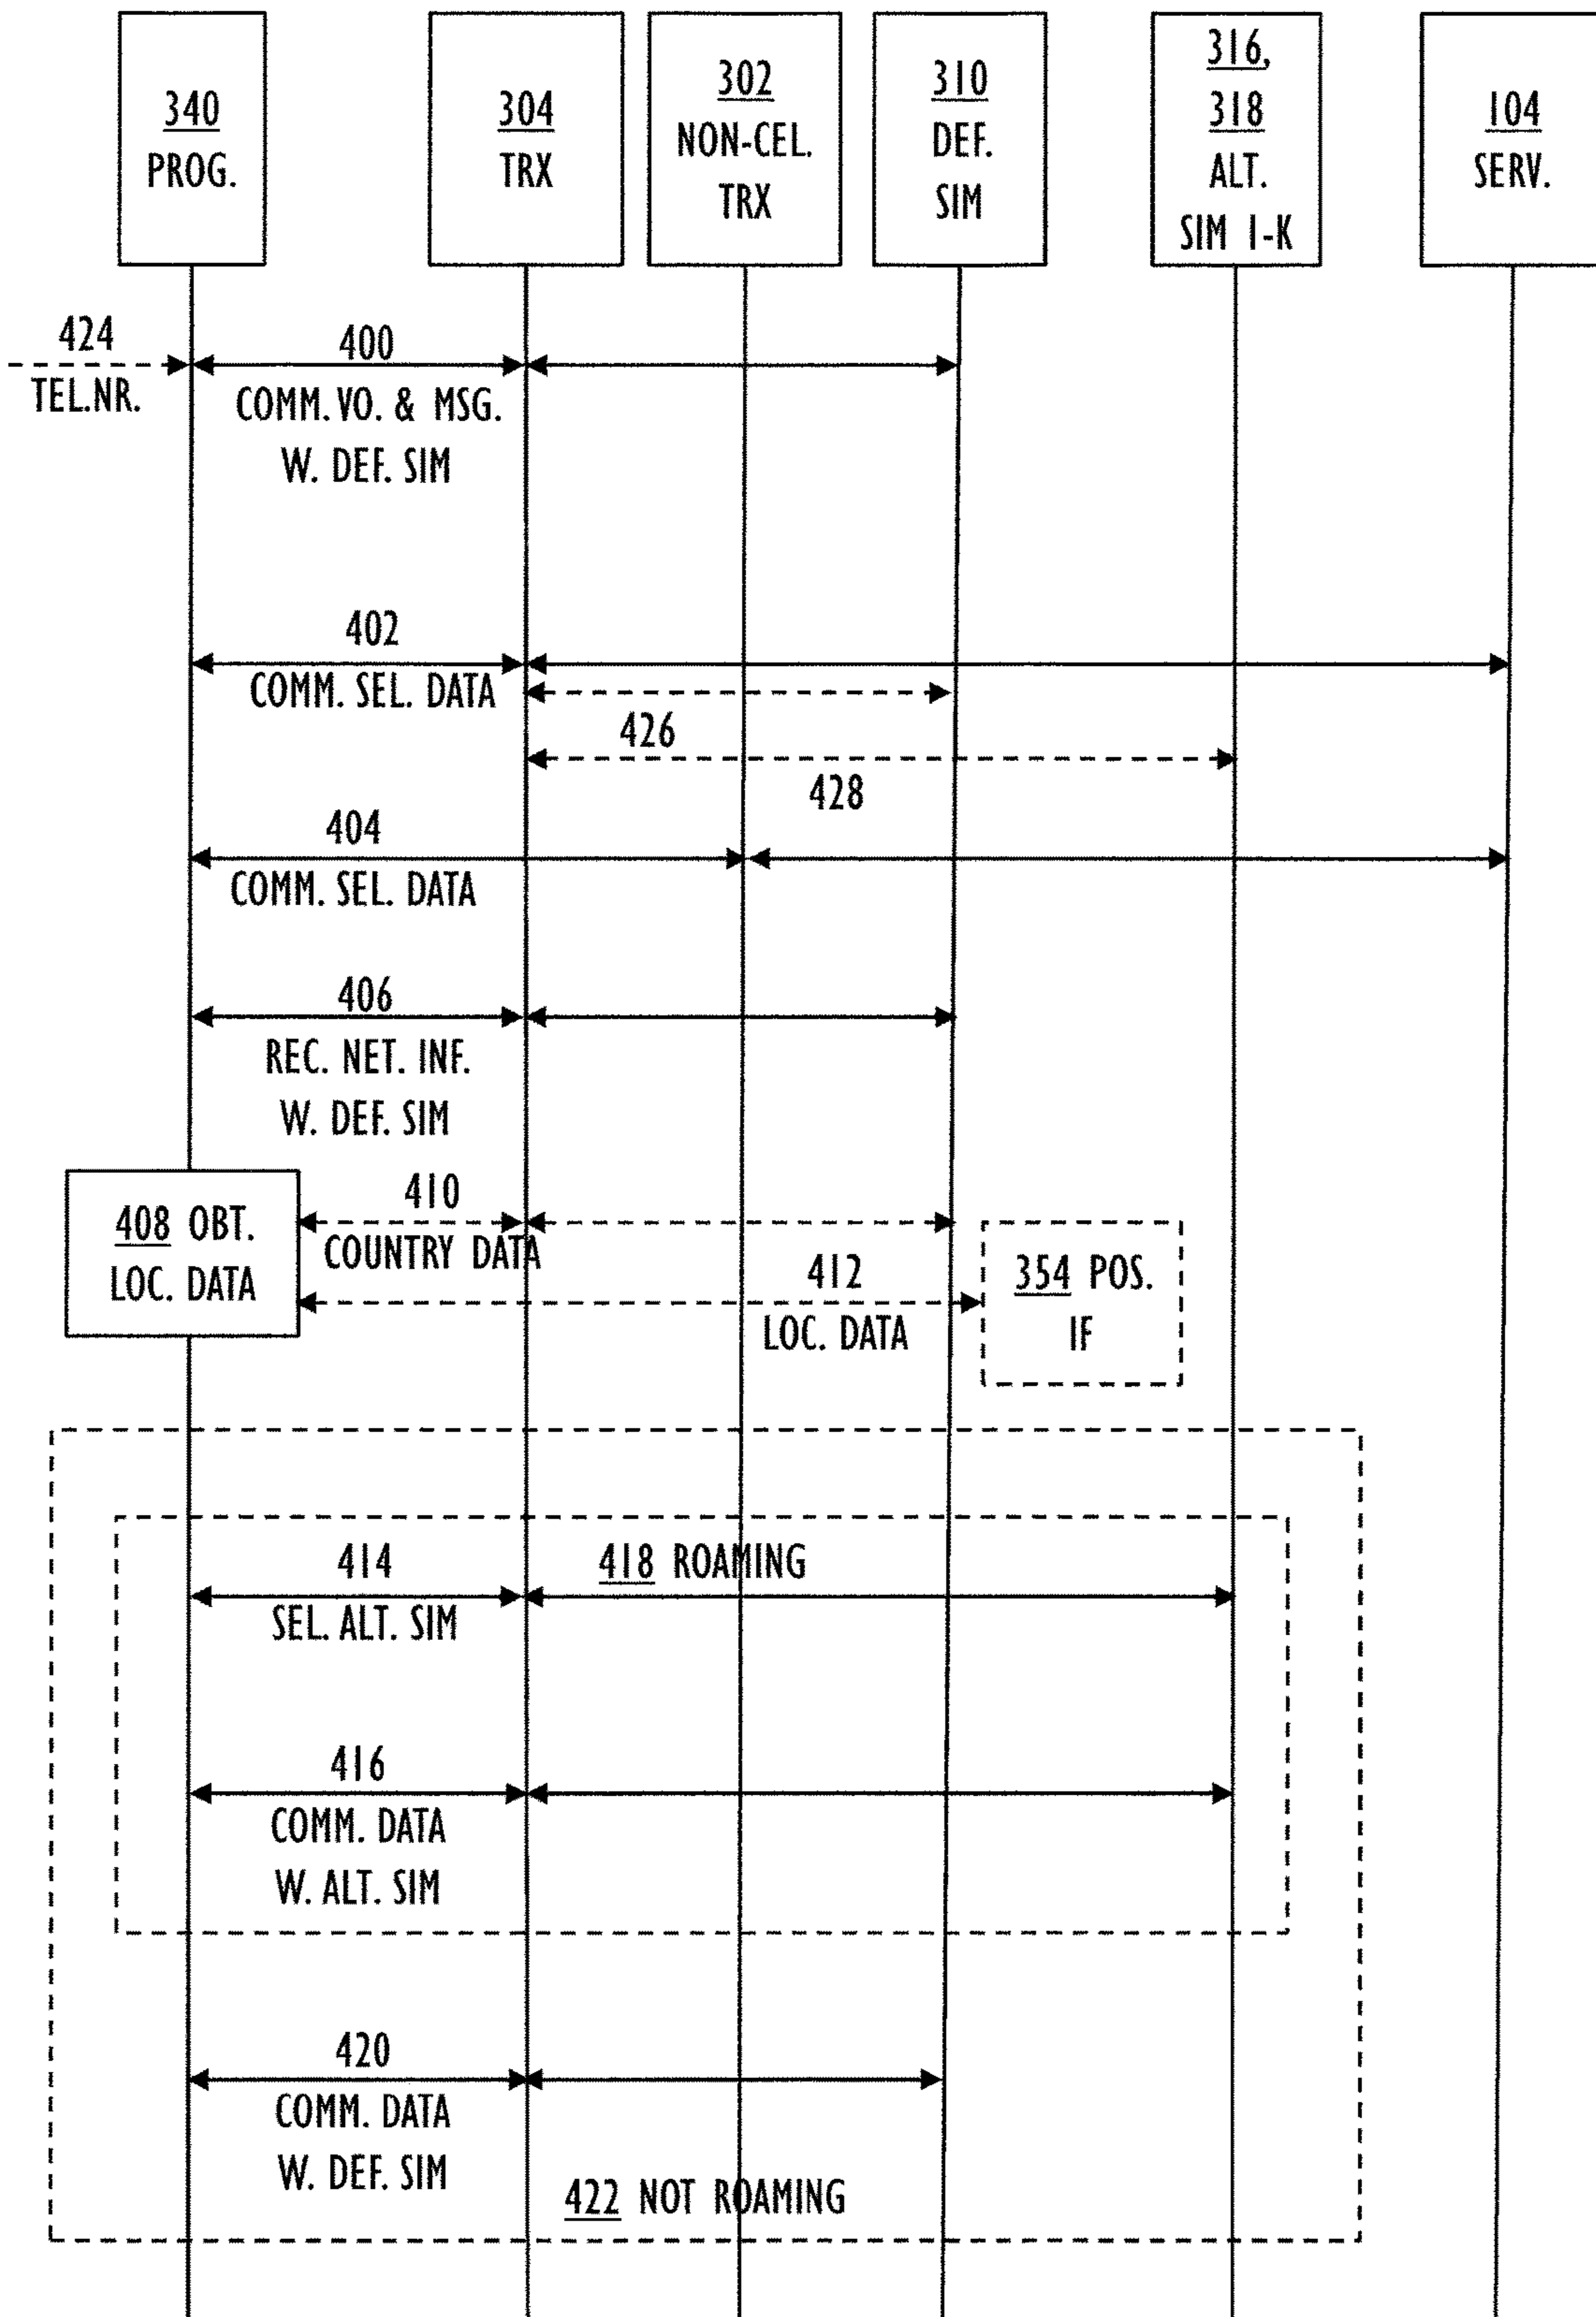 340
PROG.
304
TRX
302
NON-CEL.
TRX
310
DEF.
SIM
316,
318
ALT.
SIM 1-K
104
SERV.
424
TEL.NR.
400
COMM.VO. & MSG.
W. DEF. SIM
402
COMM. SEL. DATA
426
428
404
COMM. SEL. DATA
406
REC. NET. INF.
W. DEF. SIM
408 OBT.
LOC. DATA
410
COUNTRY DATA
412
LOC. DATA
354 POS.
IF
414
SEL. ALT. SIM
418 ROAMING
416
COMM. DATA
W. ALT. SIM
420
COMM. DATA
W. DEF. SIM
422 NOT ROAMING